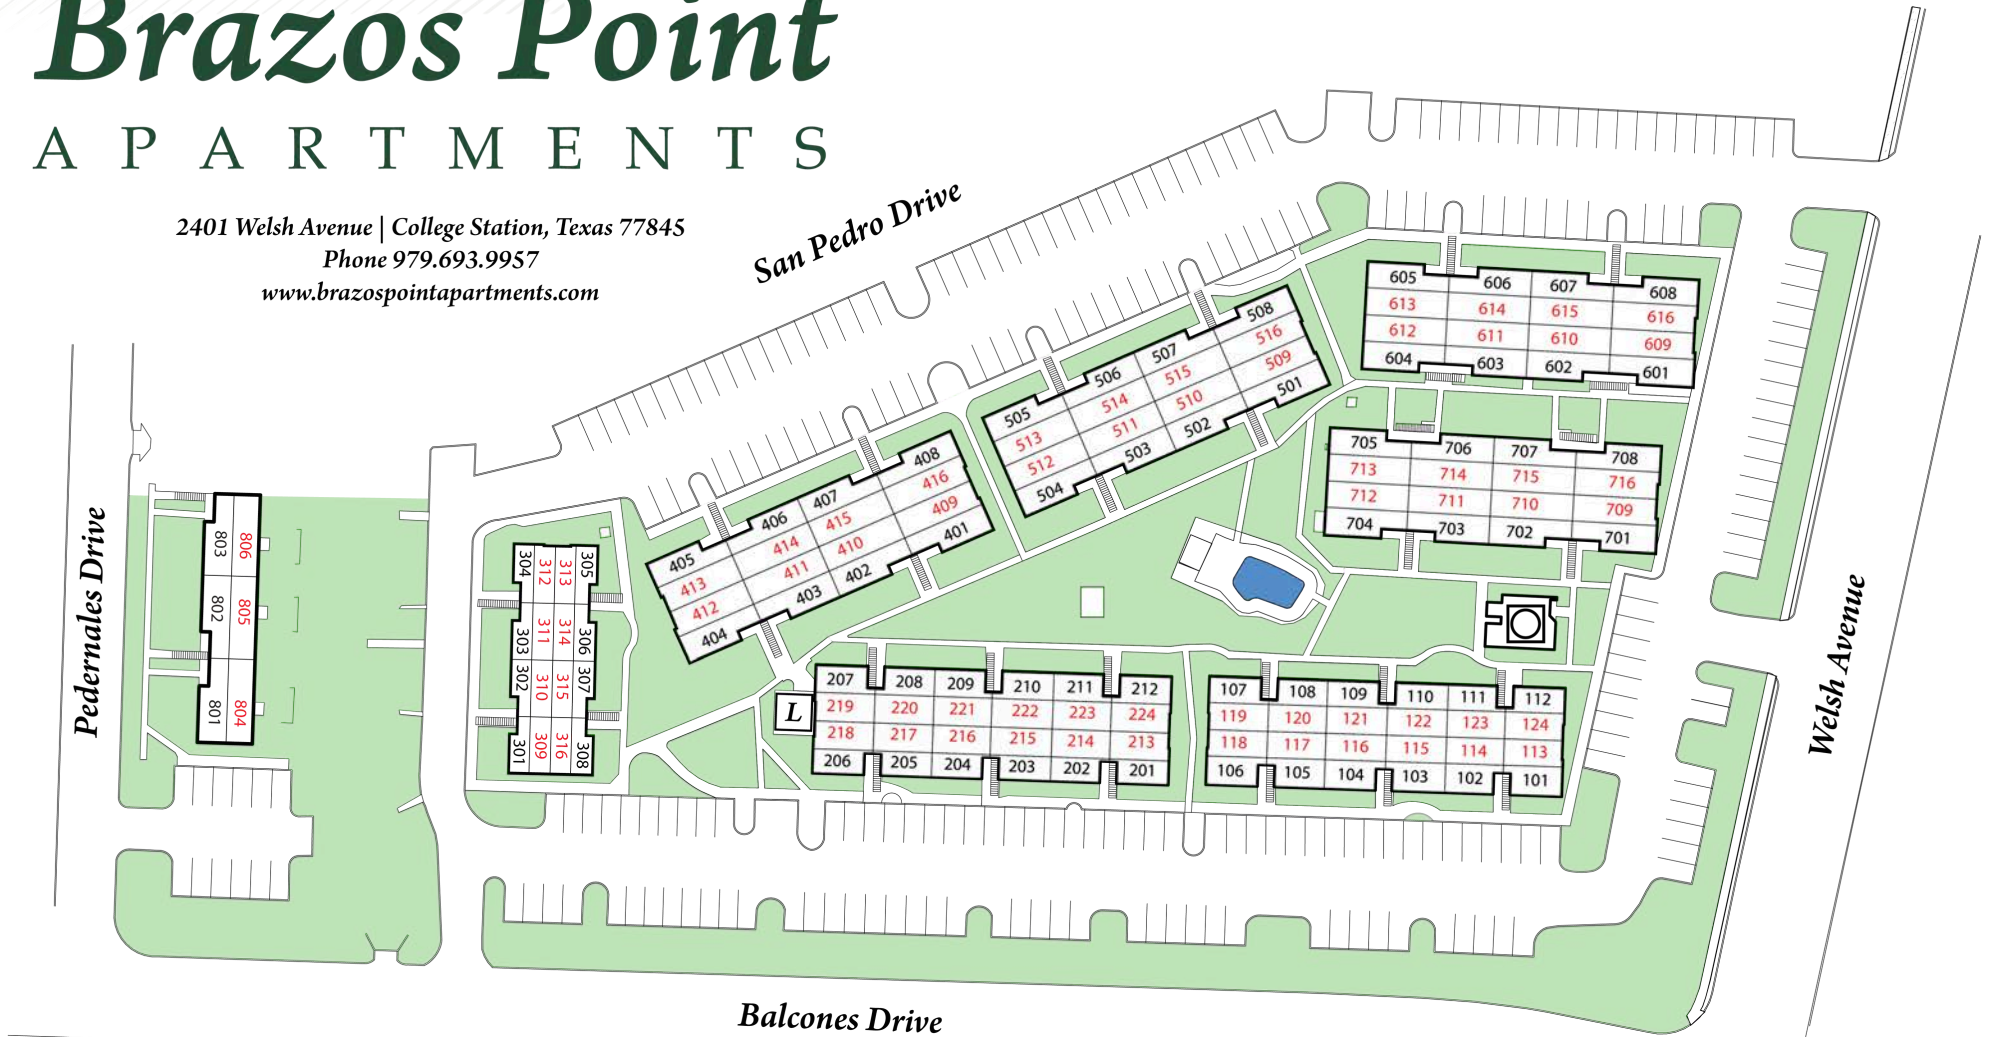 Brazos Point
APARTMENTS
2401 Welsh Avenue | College Station, Texas 77845
Phone 979.693.9957
www.brazospointapartments.com
San Pedro Drive
Pedernales Drive
Welsh Avenue
Balcones Drive
605 606 607 608
613 614 615 616
612 611 610 609
604 603 602 601
705 706 707 708
713 714 715 716
712 711 710 709
704 703 702 701
505 506 507 508
513 514 515 516
512 511 510 509
504 503 502 501
405 406 407 408
413 414 415 416
412 411 410 409
404 403 402 401
304 312 313 305
303 311 314 306
302 310 315 307
301 309 316 308
803 806
802 805
801 804
L
207 208 209 210 211 212
219 220 221 222 223 224
218 217 216 215 214 213
206 205 204 203 202 201
107 108 109 110 111 112
119 120 121 122 123 124
118 117 116 115 114 113
106 105 104 103 102 101